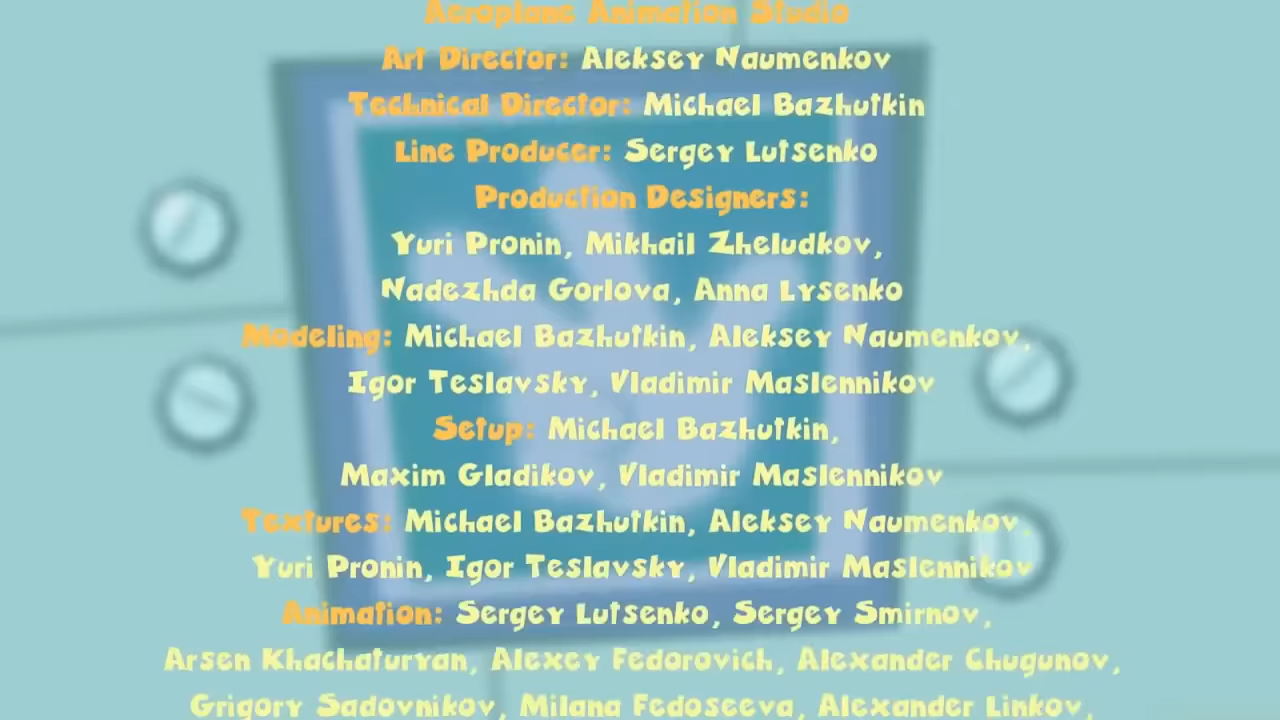 Aeroplane Animation Studio
Art Director: Aleksey Naumenkov
Technical Director: Michael Bazhutkin
Line Producer: Sergey Lutsenko
Production Designers:
Yuri Pronin, Mikhail Zheludkov,
Nadezhda Gorlova, Anna Lysenko
Modeling: Michael Bazhutkin, Aleksey Naumenkov,
Igor Teslavsky, Vladimir Maslennikov
Setup: Michael Bazhutkin,
Maxim Gladikov, Vladimir Maslennikov
Textures: Michael Bazhutkin, Aleksey Naumenkov,
Yuri Pronin, Igor Teslavsky, Vladimir Maslennikov
Animation: Sergey Lutsenko, Sergey Smirnov,
Arsen Khachaturyan, Alexey Fedorovich, Alexander Chugunov,
Grigory Sadovnikov, Milana Fedoseeva, Alexander Linkov,